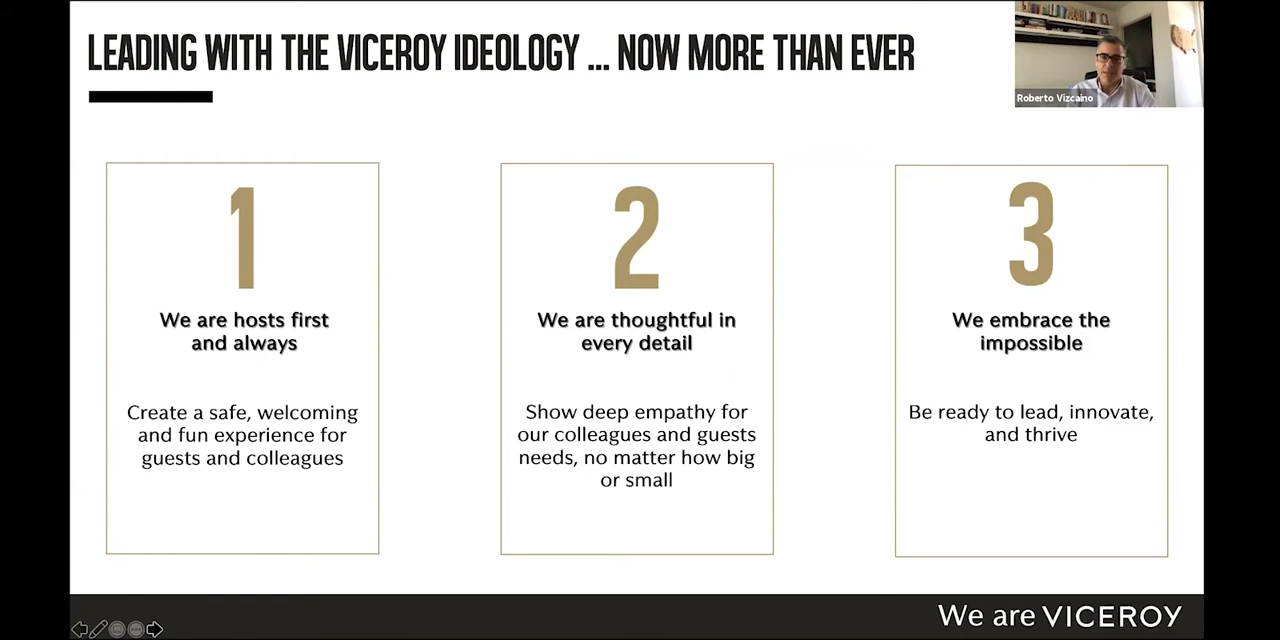 LEADING WITH THE VICEROY IDEOLOGY ... NOW MORE THAN EVER
Roberto Vizcaino
1
We are hosts first
and always
Create a safe, welcoming
and fun experience for
guests and colleagues
2
We are thoughtful in
every detail
Show deep empathy for
our colleagues and guests
needs, no matter how big
or small
3
We embrace the
impossible
Be ready to lead, innovate,
and thrive
We are VICEROY